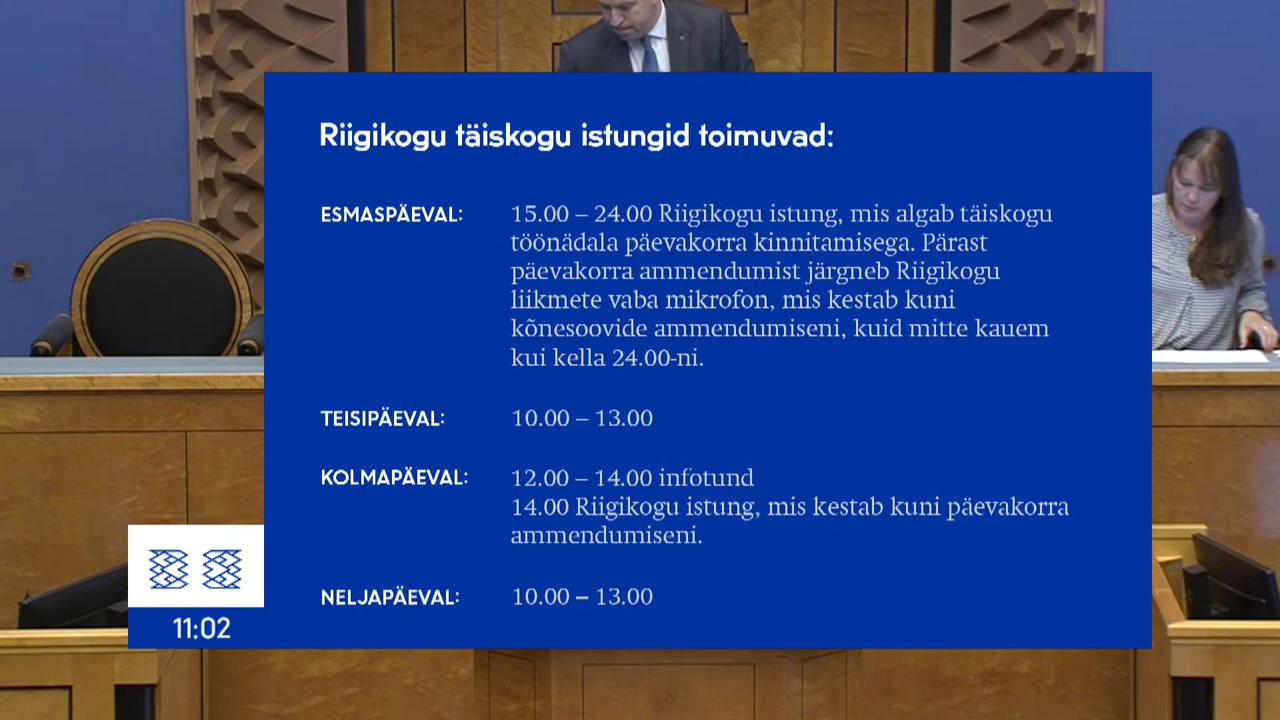 Riigikogu täiskogu istungid toimuvad:
ESMASPÄEVAL: 15.00 – 24.00 Riigikogu istung, mis algab täiskogu
töönädala päevakorra kinnitamisega. Pärast
päevakorra ammendumist järgneb Riigikogu
liikmete vaba mikrofon, mis kestab kuni
kõnesoovide ammendumiseni, kuid mitte kauem
kui kella 24.00-ni.
TEISIPÄEVAL: 10.00 – 13.00
KOLMAPÄEVAL: 12.00 – 14.00 infotund
14.00 Riigikogu istung, mis kestab kuni päevakorra
ammendumiseni.
NELJAPÄEVAL: 10.00 – 13.00
11:02